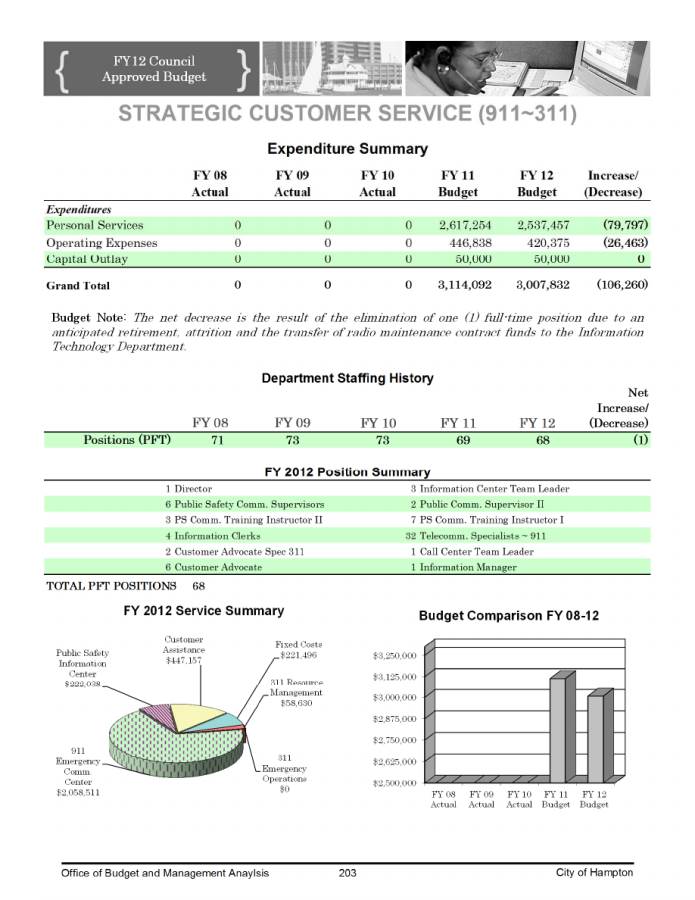 FY12 Council
Approved Budget
STRATEGIC CUSTOMER SERVICE (911~311)
Expenditure Summary
FY 08 FY 09 FY 10 FY 11 FY 12 Increase/
Actual Actual Actual Budget Budget (Decrease)
Expenditures
Personal Services 0 0 0 2,617,254 2,537,457 (79,797)
Operating Expenses 0 0 0 446,838 420,375 (26,463)
Capital Outlay 0 0 0 50,000 50,000 0
Grand Total 0 0 0 3,114,092 3,007,832 (106,260)
Budget Note: The net decrease is the result of the elimination of one (1) full-time position due to an
anticipated retirement, attrition and the transfer of radio maintenance contract funds to the Information
Technology Department.
Department Staffing History
Net
Increase/
FY 08 FY 09 FY 10 FY 11 FY 12 (Decrease)
Positions (PFT) 71 73 73 69 68 (1)
FY 2012 Position Summary
1 Director 3 Information Center Team Leader
6 Public Safety Comm. Supervisors 2 Public Comm. Supervisor II
3 PS Comm. Training Instructor II 7 PS Comm. Training Instructor I
4 Information Clerks 32 Telecomm. Specialists ~ 911
2 Customer Advocate Spec 311 1 Call Center Team Leader
6 Customer Advocate 1 Information Manager
TOTAL PFT POSITIONS 68
FY 2012 Service Summary
Public Safety
Information
Center
$222,038
Customer
Assistance
$447,157
Fixed Costs
$221,496
311 Resource
Management
$58,630
311
Emergency
Operations
$0
911
Emergency
Comm
Center
$2,058,511
Budget Comparison FY 08-12
$3,250,000
$3,125,000
$3,000,000
$2,875,000
$2,750,000
$2,625,000
$2,500,000
FY 08 FY 09 FY 10 FY 11 FY 12
Actual Actual Actual Budget Budget
Office of Budget and Management Anaylsis 203 City of Hampton